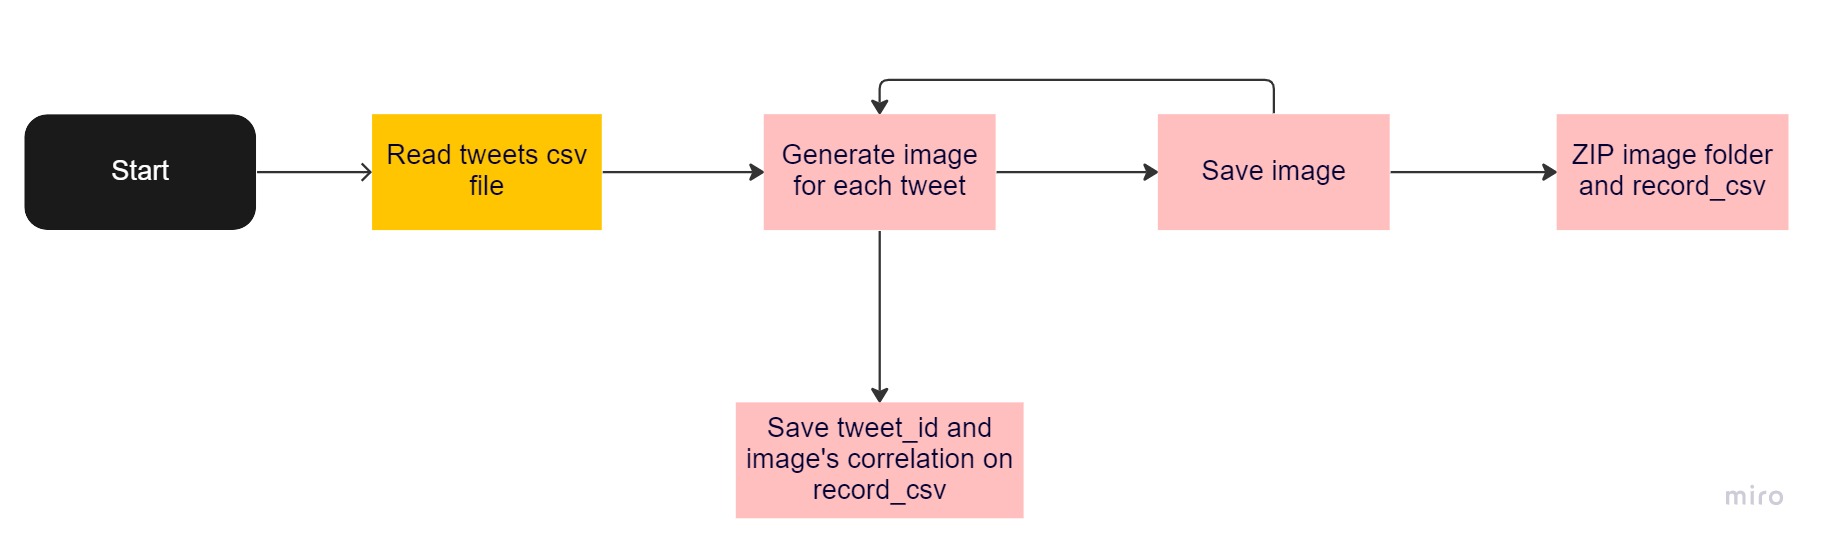 Start
Read tweets csv
file
Generate image
for each tweet
Save image
ZIP image folder
and record_csv
Save tweet_id and
image's correlation on
record_csv
miro